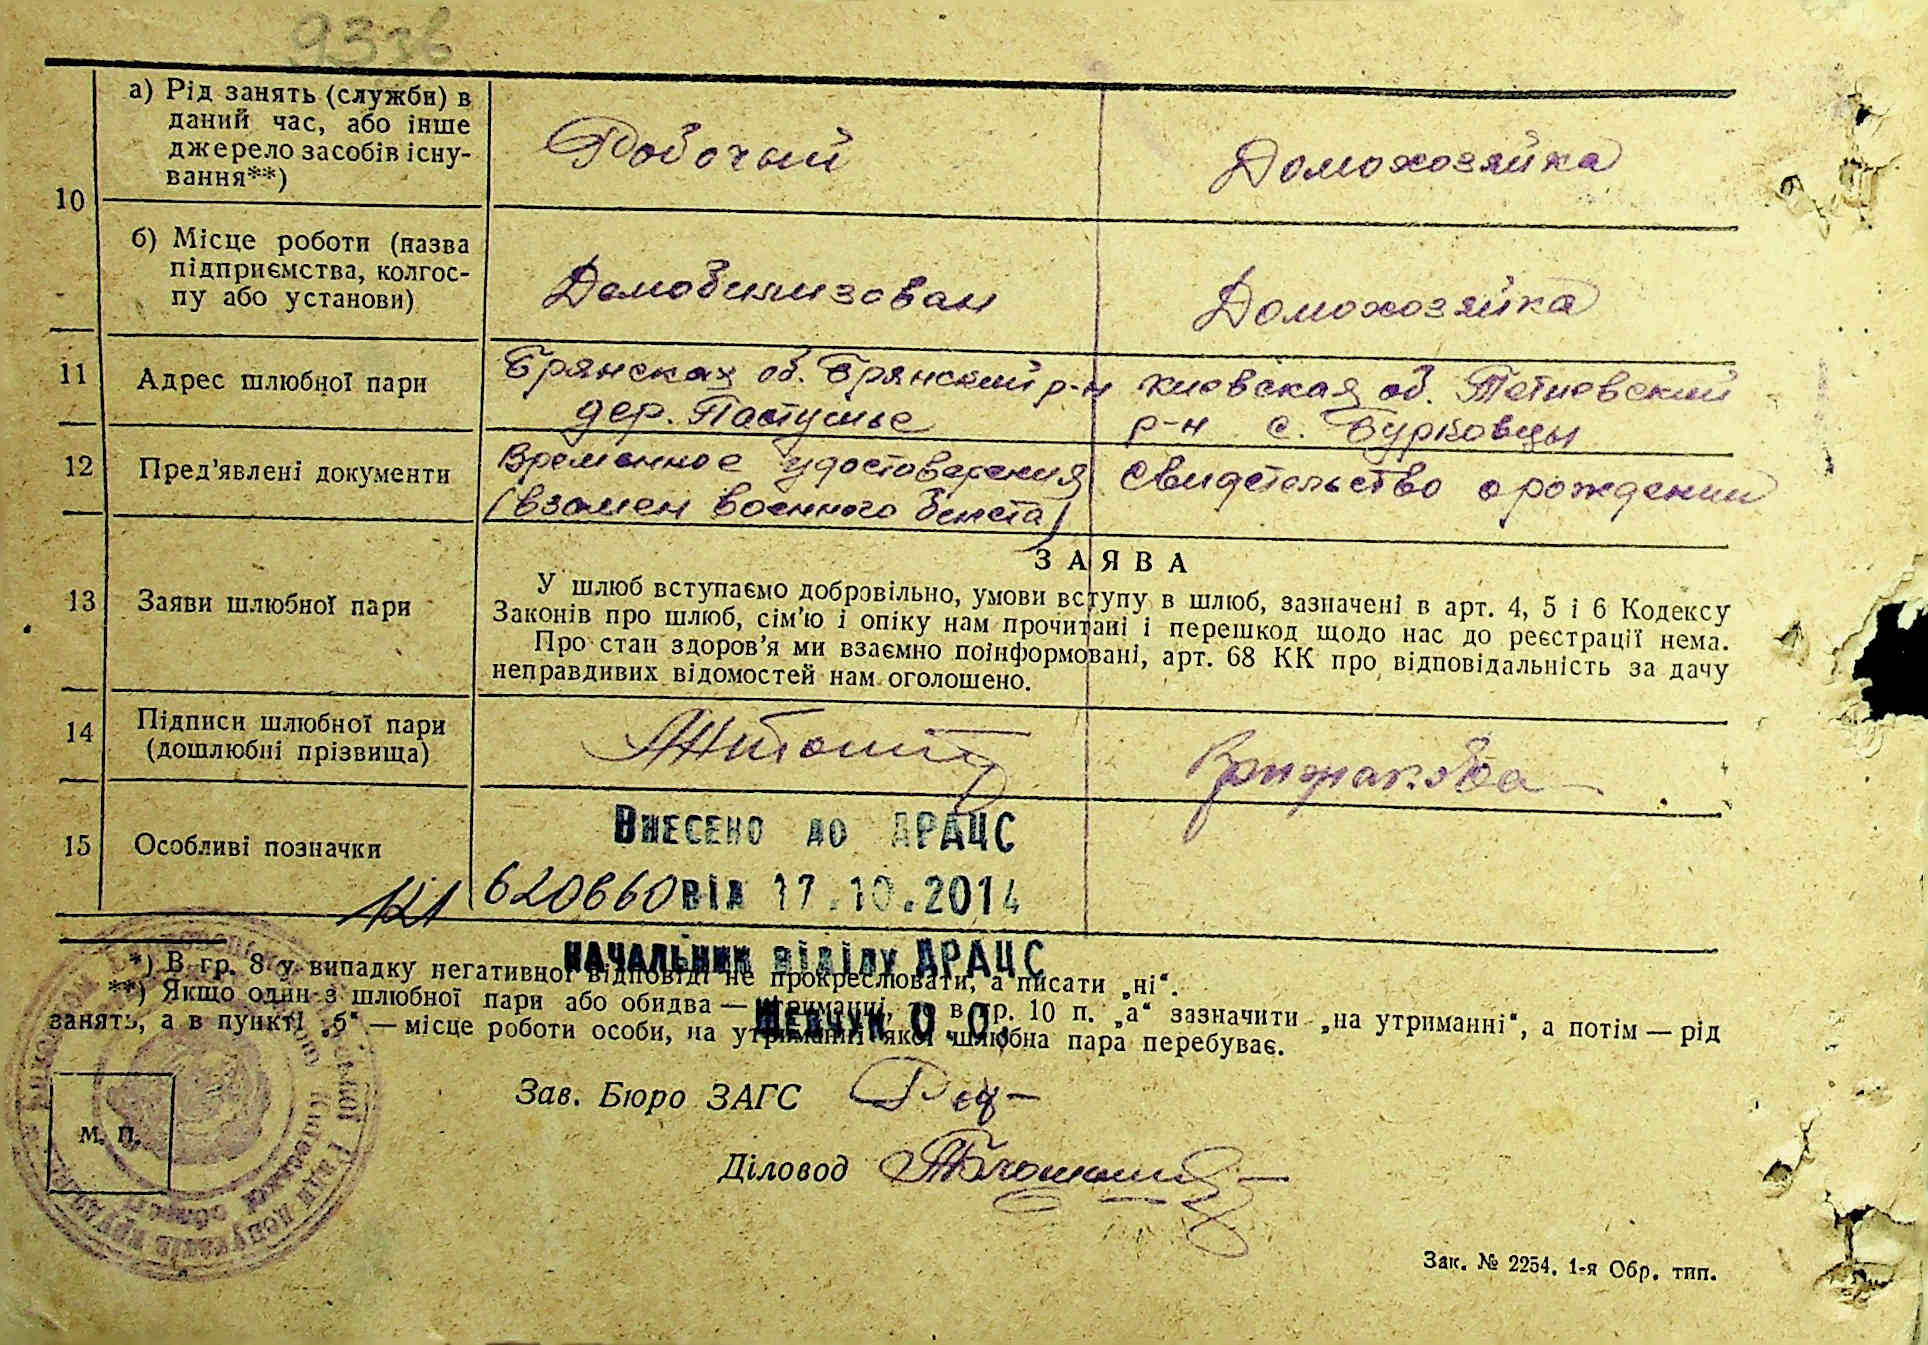 93зв
10
а) Рід занять (служби) в
даний час, або інше
джерело засобів існу-
вання**)
Рабочий
Домохозяйка
б) Місце роботи (назва
підприємства, колгос-
пу або установи)
Демобилизован
Домохозяйка
11
Адрес шлюбної пари
Брянская об. Брянский р-н
дер. Пастушье
Киевская об. Тетиевский
р-н с. Бурковцы
12
Пред’явлені документи
Временное удостоверения
(взамен военного билета)
Свидетельство о рождении
13
Заяви шлюбної пари
ЗАЯВА
У шлюб вступаємо добровільно, умови вступу в шлюб, зазначені в арт. 4, 5 і 6 Кодексу
Законів про шлюб, сім’ю і опіку нам прочитані і перешкод щодо нас до реєстрації нема.
Про стан здоров’я ми взаємно поінформовані, арт. 68 КК про відповідальність за дачу
неправдивих відомостей нам оголошено.
14
Підписи шлюбної пари
(дошлюбні прізвища)
15
Особливі позначки
Внесено до ДРАЦС
620660 від 17.10.2014
начальник відділу ДРАЦС
Шевчук О.О.
*) В гр. 8 у випадку негативної відповіді не прокреслювати, а писати „ні“.
**) Якщо один з шлюбної пари або обидва — утриманці, в гр. 10 п. „а“ зазначити „на утриманні“, а потім — рід
занять, а в пункті „б“ — місце роботи особи, на утриманні якої шлюбна пара перебуває.
Зав. Бюро ЗАГС
М. П.
Діловод
Зак. № 2254. 1-я Обр. тип.